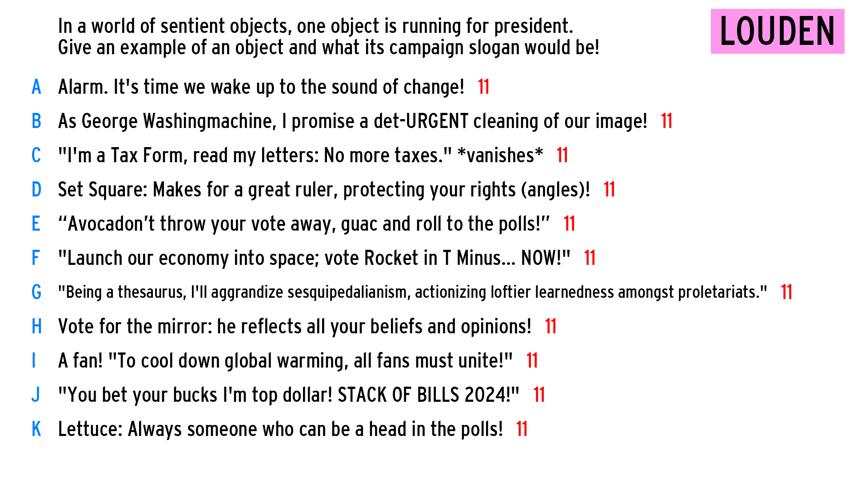 In a world of sentient objects, one object is running for president.
Give an example of an object and what its campaign slogan would be!
LOUDEN
A Alarm. It's time we wake up to the sound of change! 11
B As George Washingmachine, I promise a det-URGENT cleaning of our image! 11
C "I'm a Tax Form, read my letters: No more taxes." *vanishes* 11
D Set Square: Makes for a great ruler, protecting your rights (angles)! 11
E “Avocadon’t throw your vote away, guac and roll to the polls!” 11
F "Launch our economy into space; vote Rocket in T Minus... NOW!" 11
G "Being a thesaurus, I'll aggrandize sesquipedalianism, actionizing loftier learnedness amongst proletariats." 11
H Vote for the mirror: he reflects all your beliefs and opinions! 11
I A fan! "To cool down global warming, all fans must unite!" 11
J "You bet your bucks I'm top dollar! STACK OF BILLS 2024!" 11
K Lettuce: Always someone who can be a head in the polls! 11